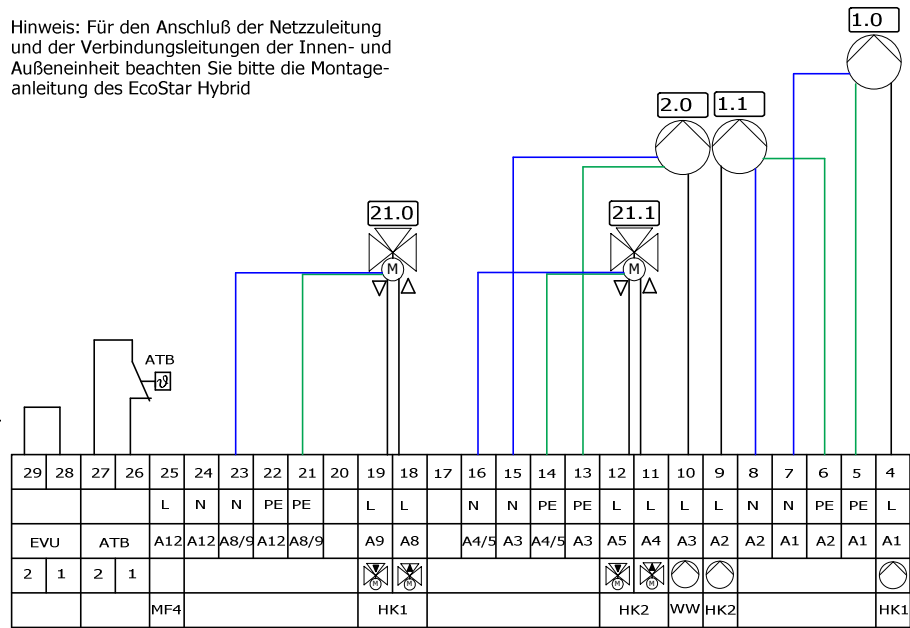 Hinweis: Für den Anschluß der Netzzuleitung
und der Verbindungsleitungen der Innen- und
Außeneinheit beachten Sie bitte die Montage-
anleitung des EcoStar Hybrid
1.0
2.0 1.1
21.0 21.1
M M
ATB
ϑ
29 28 27 26 25 24 23 22 21 20 19 18 17 16 15 14 13 12 11 10 9 8 7 6 5 4
L N N PE PE L L N N PE PE L L L L N N PE PE L
EVU ATB A12 A12 A8/9 A12 A8/9 A9 A8 A4/5 A3 A4/5 A3 A5 A4 A3 A2 A2 A1 A2 A1 A1
2 1 2 1 M M M M
MF4 HK1 HK2 WW HK2 HK1